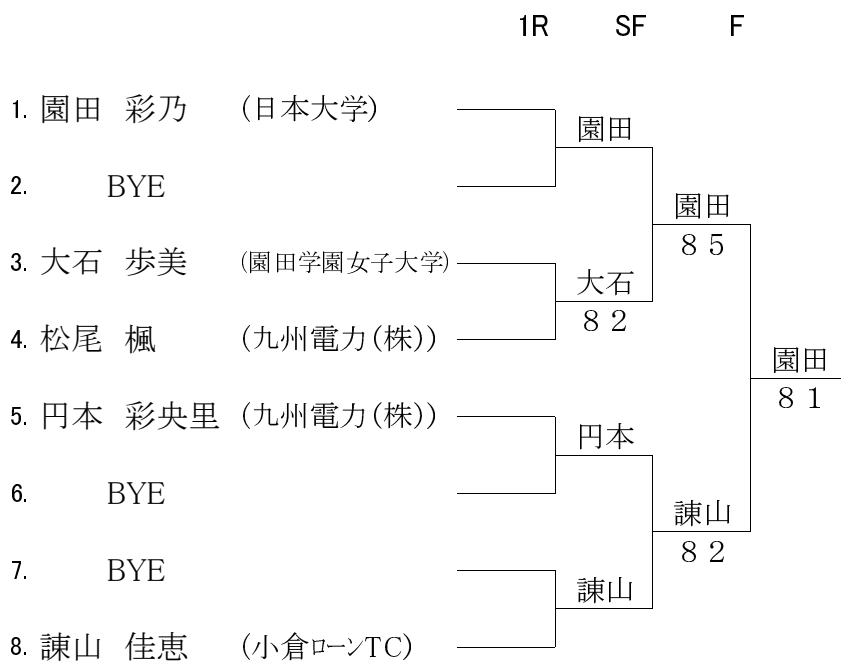 1R SF F
1. 園田 彩乃 (日本大学)
園田
2. BYE
園田
8 5
3. 大石 歩美 (園田学園女子大学)
大石
8 2
4. 松尾 楓 (九州電力(株))
園田
8 1
5. 円本 彩央里 (九州電力(株))
円本
6. BYE
諌山
8 2
7. BYE
諌山
8. 諌山 佳恵 (小倉ローンTC)